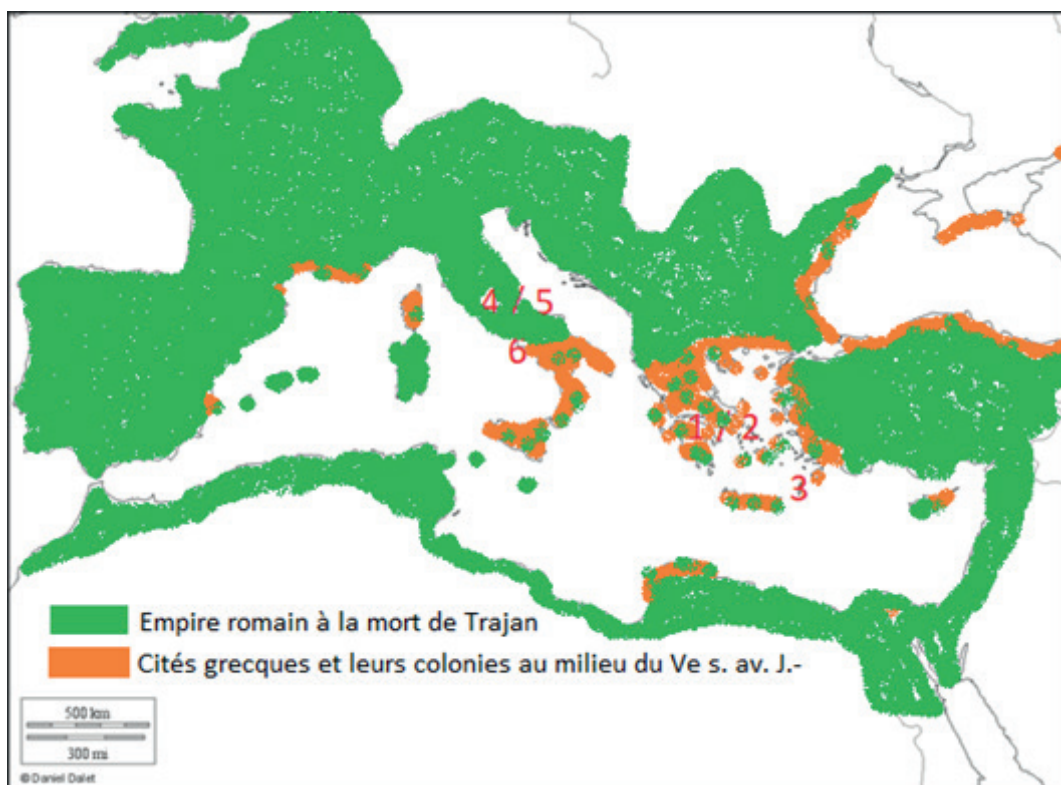 4 / 5
6
1 / 2
3
Empire romain à la mort de Trajan
Cités grecques et leurs colonies au milieu du Ve s. av. J.-
500 km
300 mi
©Daniel Dalet